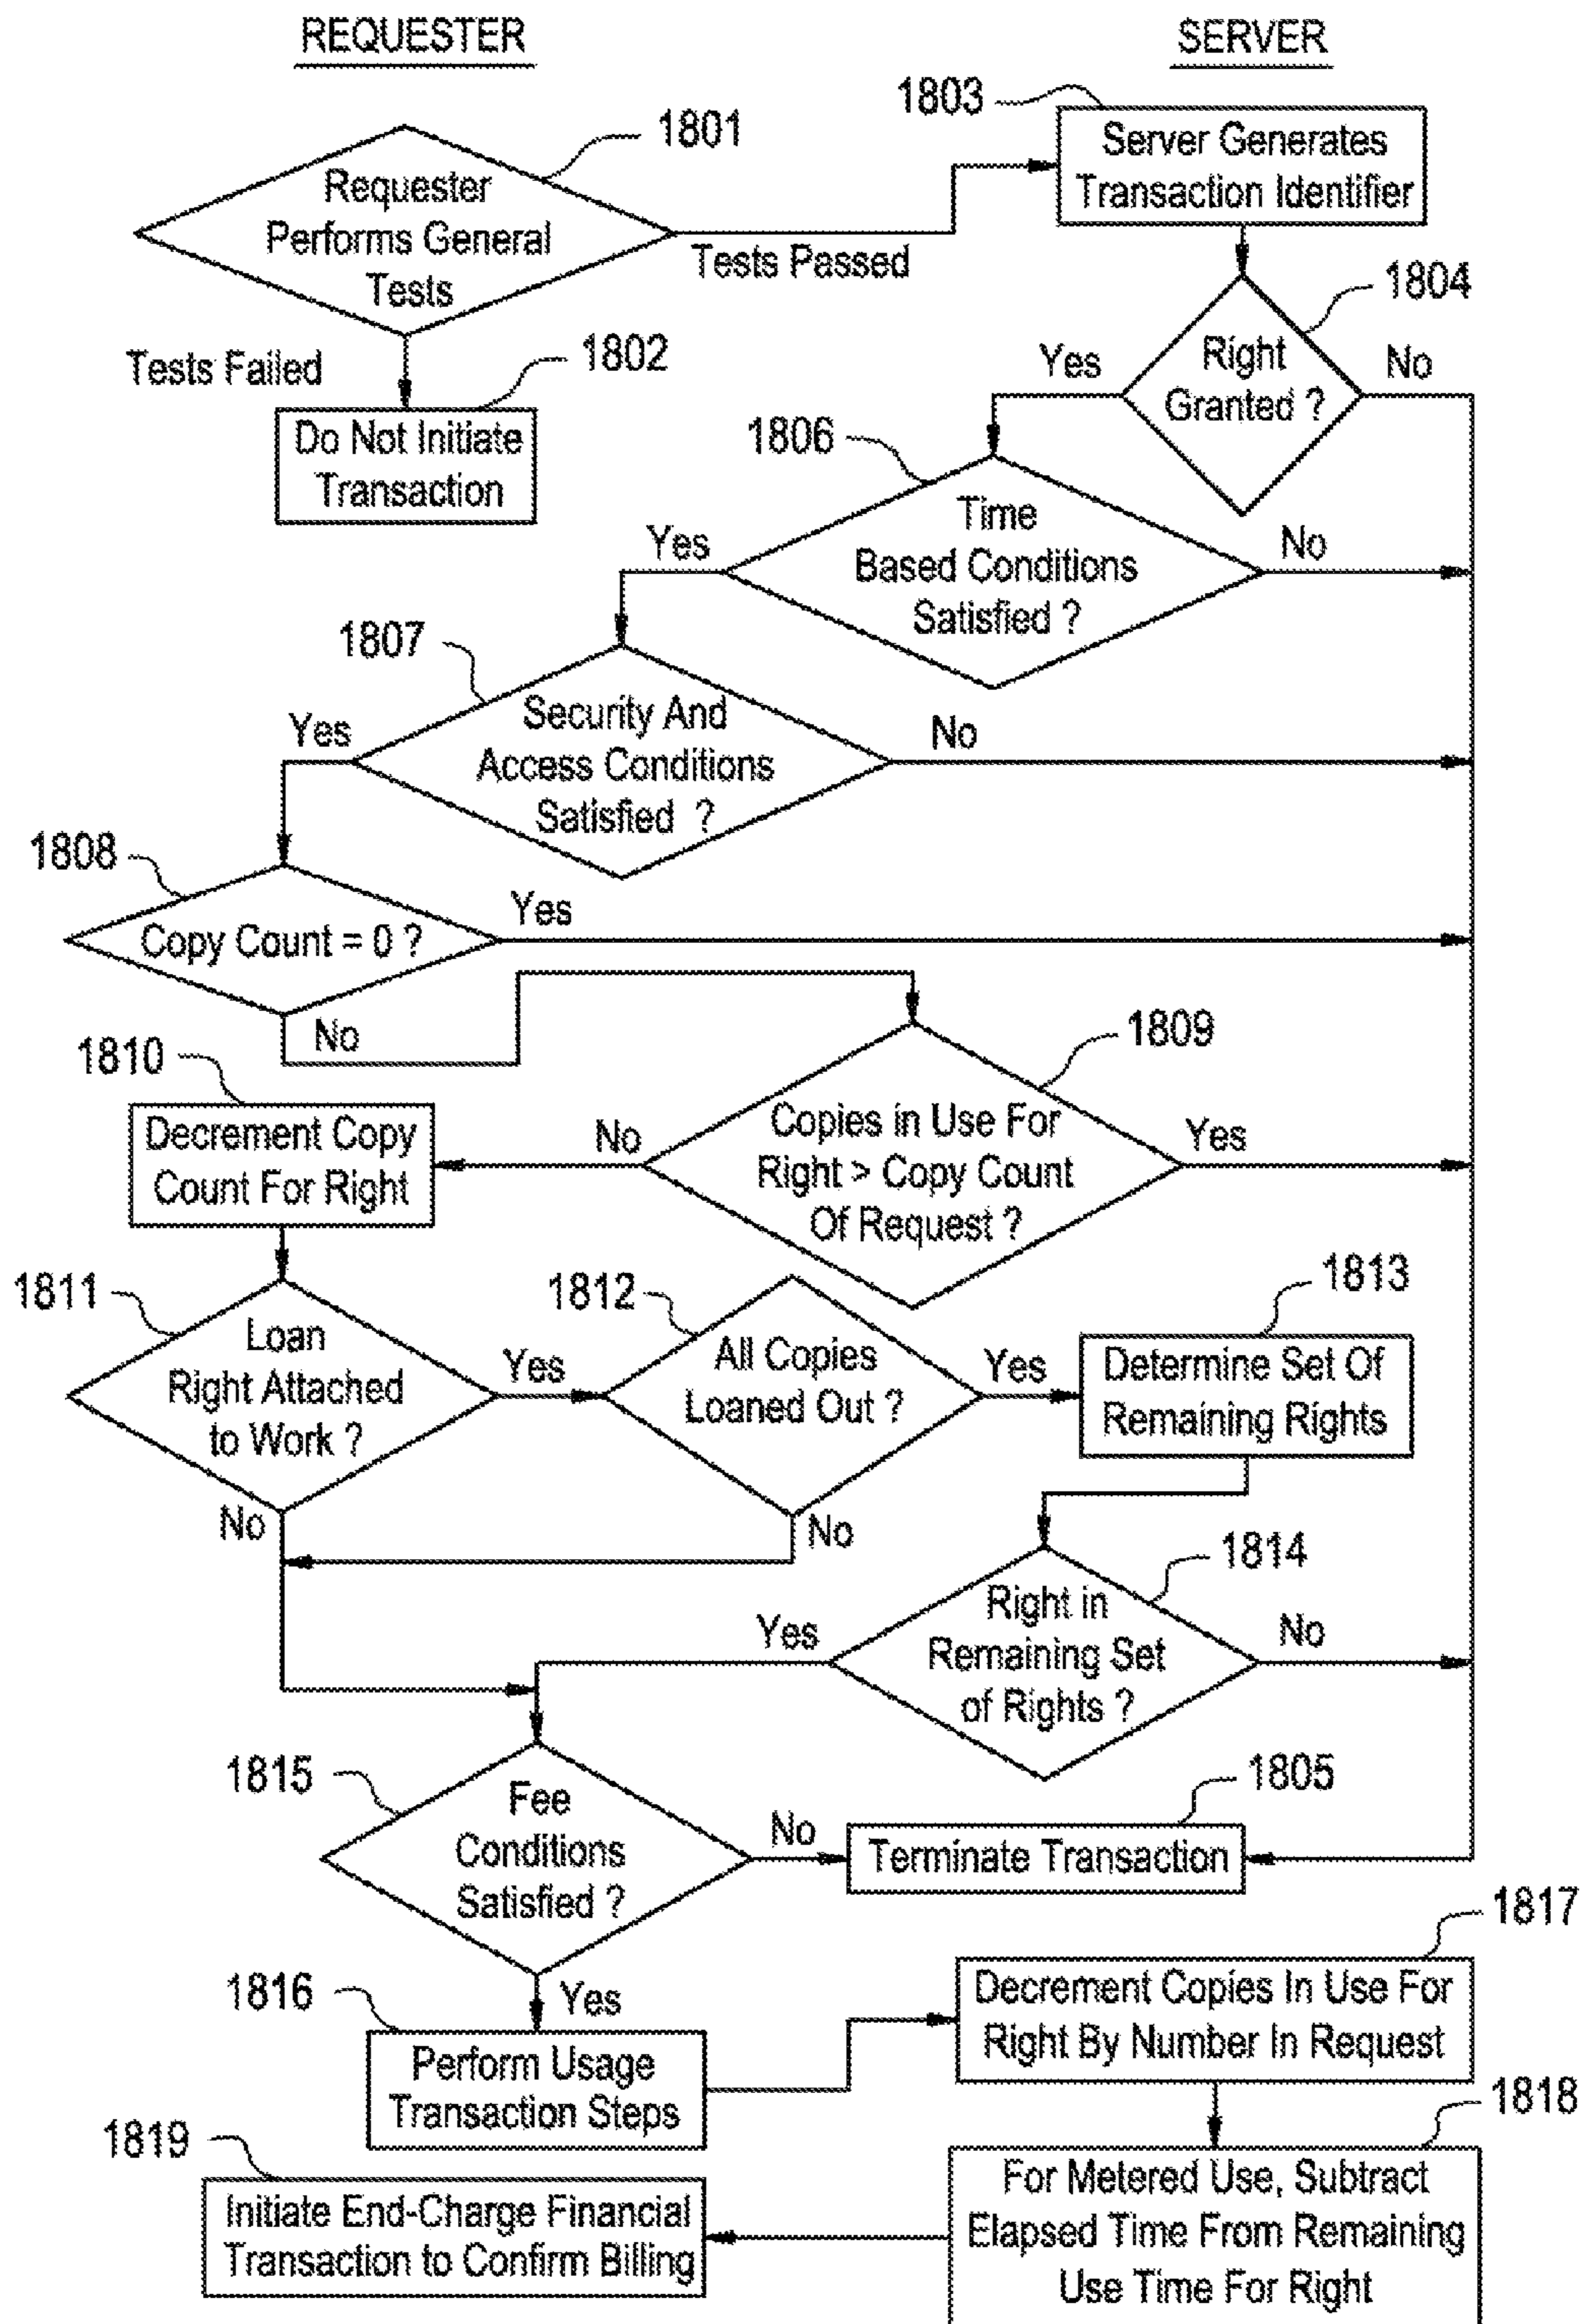 REQUESTER
SERVER
1803
Server Generates
Transaction Identifier
1801
Requester
Performs General
Tests
Tests Passed
Tests Failed
1802
Do Not Initiate
Transaction
1804
Right
Granted ?
Yes
No
1806
Time
Based Conditions
Satisfied ?
Yes
No
1807
Security And
Access Conditions
Satisfied ?
Yes
No
1808
Copy Count = 0 ?
Yes
No
1809
Copies in Use For
Right > Copy Count
Of Request ?
No
Yes
1810
Decrement Copy
Count For Right
1811
Loan
Right Attached
to Work ?
Yes
No
1812
All Copies
Loaned Out ?
Yes
No
1813
Determine Set Of
Remaining Rights
1814
Right in
Remaining Set
of Rights ?
Yes
No
1815
Fee
Conditions
Satisfied ?
No
Yes
1805
Terminate Transaction
1816
Perform Usage
Transaction Steps
1817
Decrement Copies In Use For
Right By Number In Request
1818
For Metered Use, Subtract
Elapsed Time From Remaining
Use Time For Right
1819
Initiate End-Charge Financial
Transaction to Confirm Billing